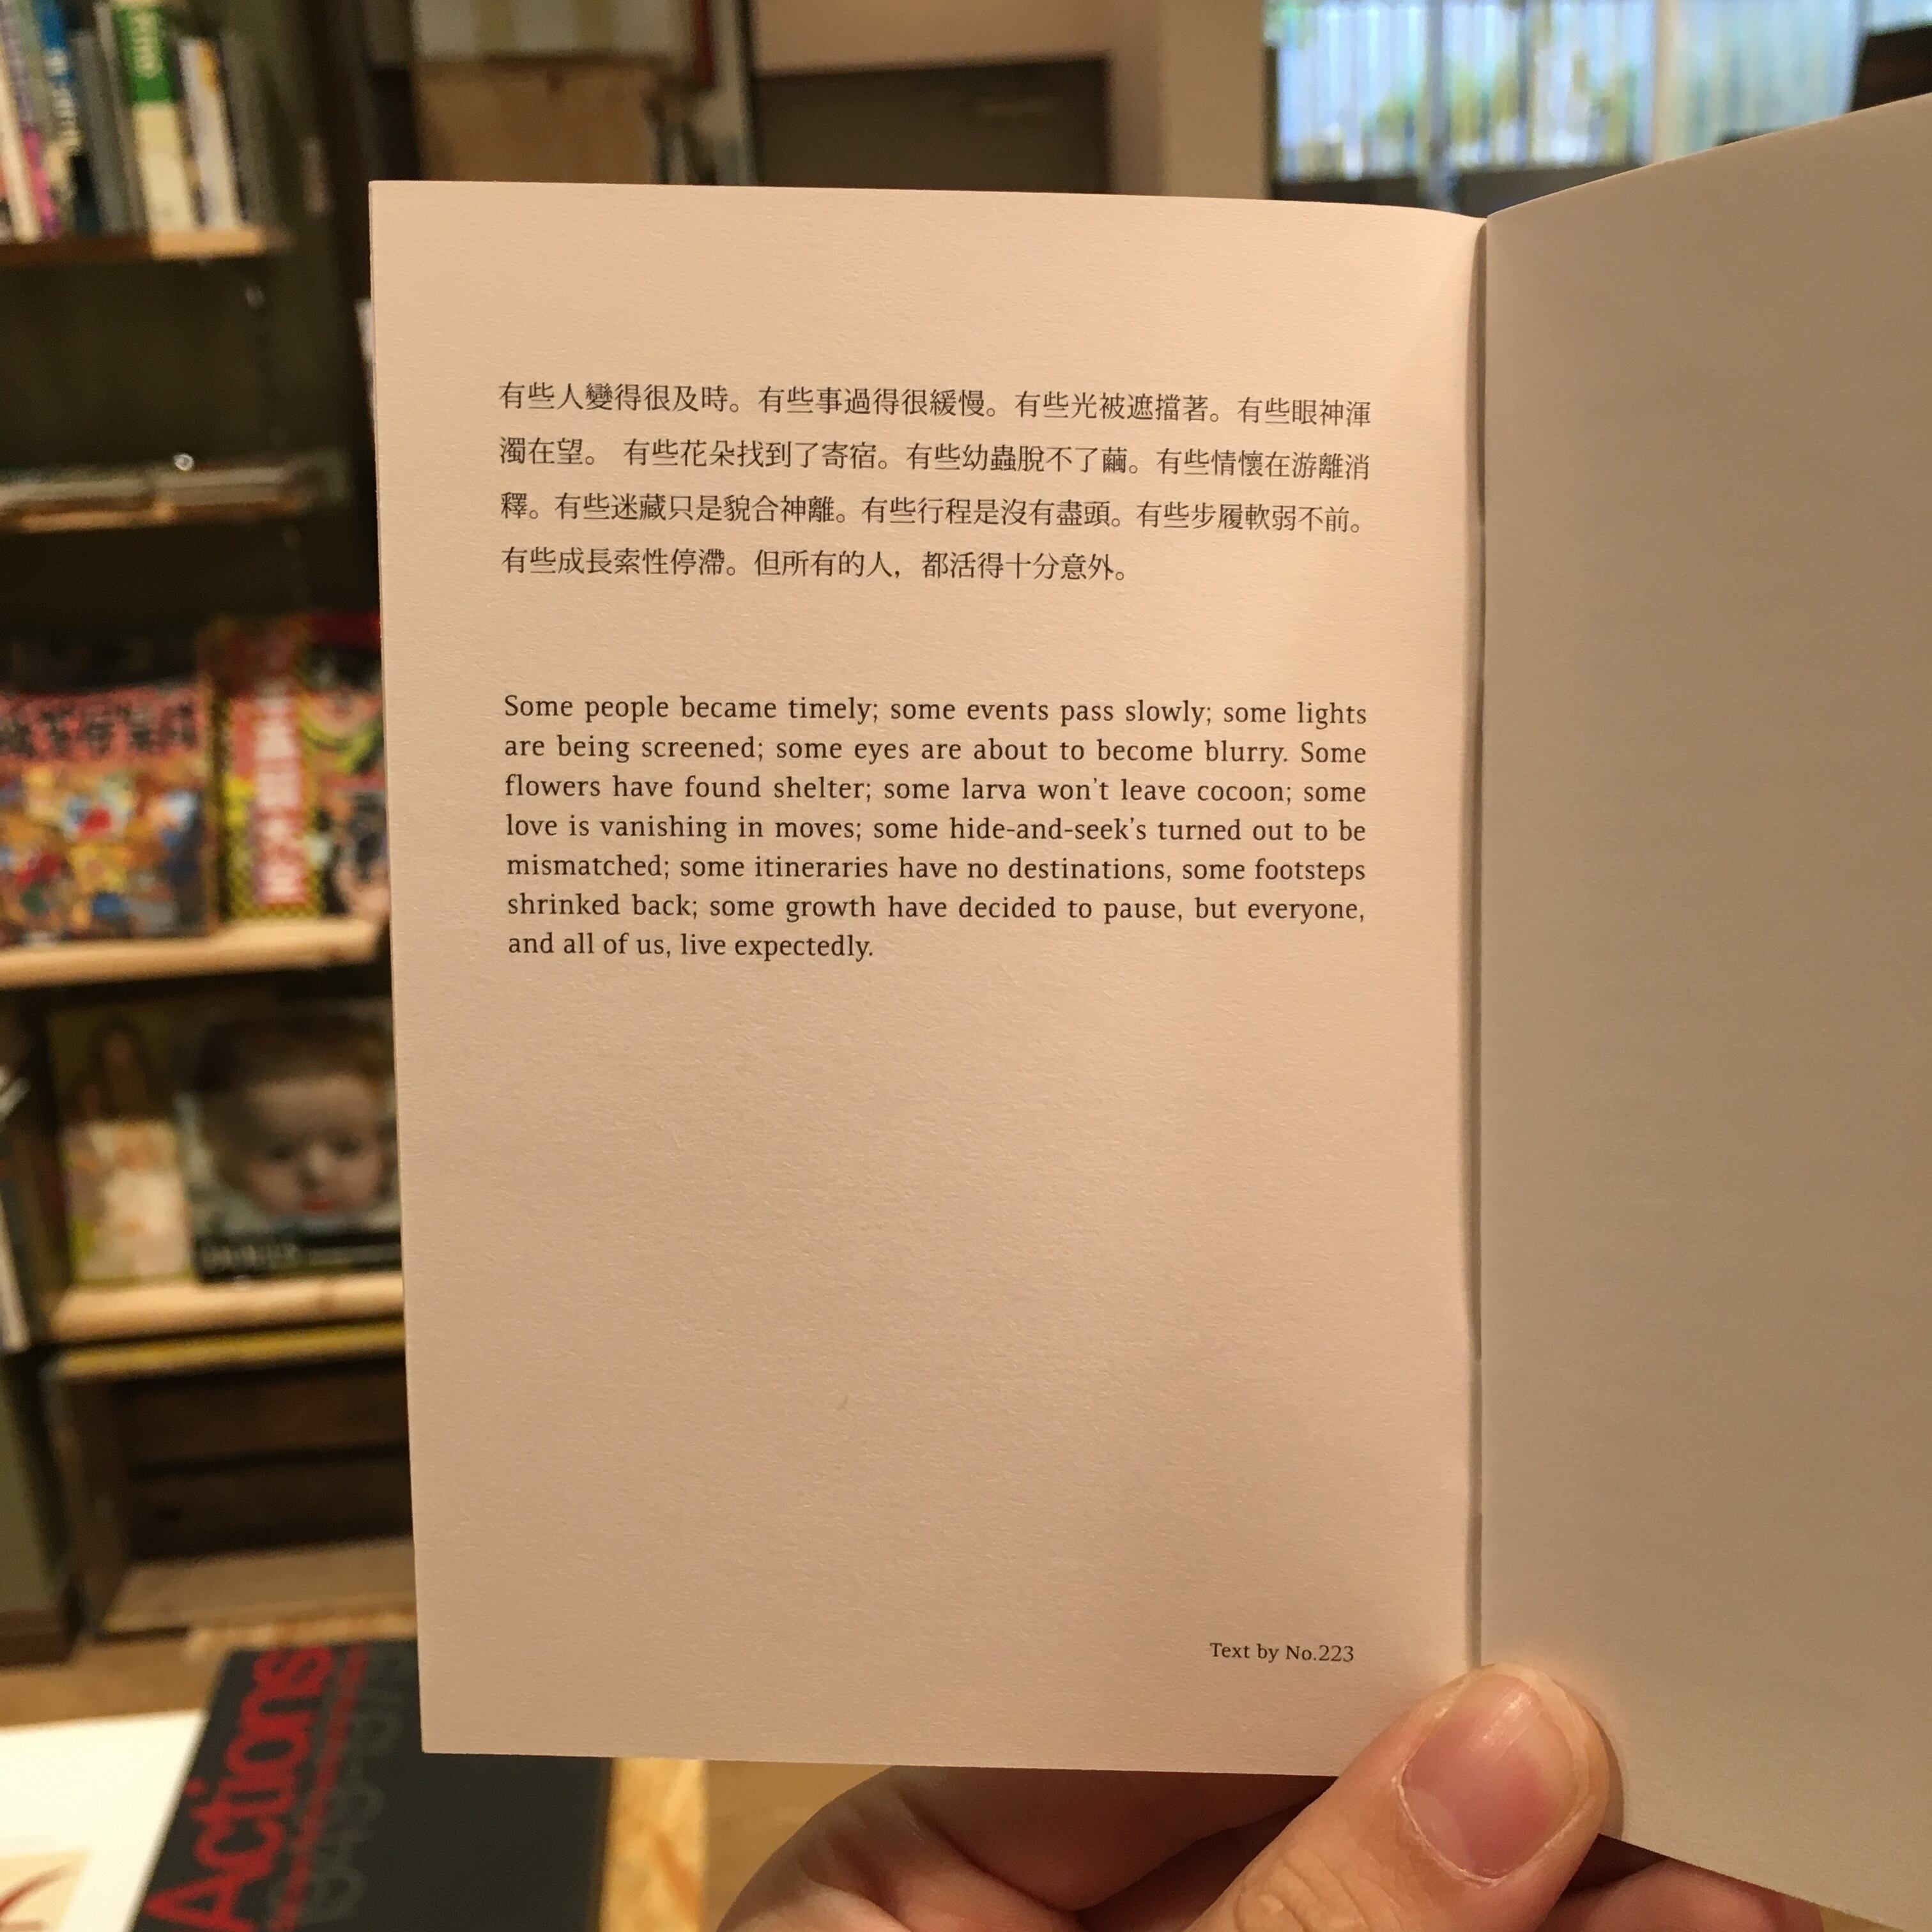 有些人變得很及時。有些事過得很緩慢。有些光被遮擋著。有些眼神渾
濁在望。 有些花朵找到了寄宿。有些幼蟲脫不了繭。有些情懷在游離消
釋。有些迷藏只是貌合神離。有些行程是沒有盡頭。有些步履軟弱不前。
有些成長索性停滯。但所有的人，都活得十分意外。
Some people became timely; some events pass slowly; some lights
are being screened; some eyes are about to become blurry. Some
flowers have found shelter; some larva won't leave cocoon; some
love is vanishing in moves; some hide-and-seek's turned out to be
mismatched; some itineraries have no destinations, some footsteps
shrinked back; some growth have decided to pause, but everyone,
and all of us, live expectedly.
Text by No.223
Actions